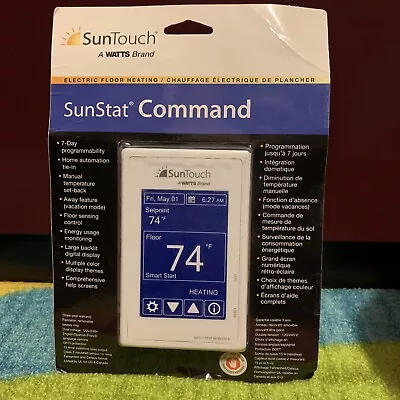 SunTouch®
A WATTS Brand
ELECTRIC FLOOR HEATING / CHAUFFAGE ÉLECTRIQUE DE PLANCHER
SunStat® Command
• 7-Day
programmability
• Home automation
tie-in
• Manual
temperature
set-back
• Away feature
(vacation mode)
• Floor sensing
control
• Energy usage
monitoring
• Large backlit
digital display
• Multiple color
display themes
• Comprehensive
help screens
SunTouch
A WATTS Brand
Fri, May 01
6:27 AM
Setpoint
74 °F
Floor
74 °F
Smart Start
HEATING
• Programmation
jusqu'à 7 jours
• Intégration
domotique
• Diminution de
température
manuelle
• Fonction d'absence
(mode vacances)
• Commande de
mesure de
température du sol
• Surveillance de la
consommation
énergétique
• Grand écran
numérique
rétro-éclairé
• Choix de thèmes
d'affichage couleur
• Écrans d'aide
complets
Three-year warranty